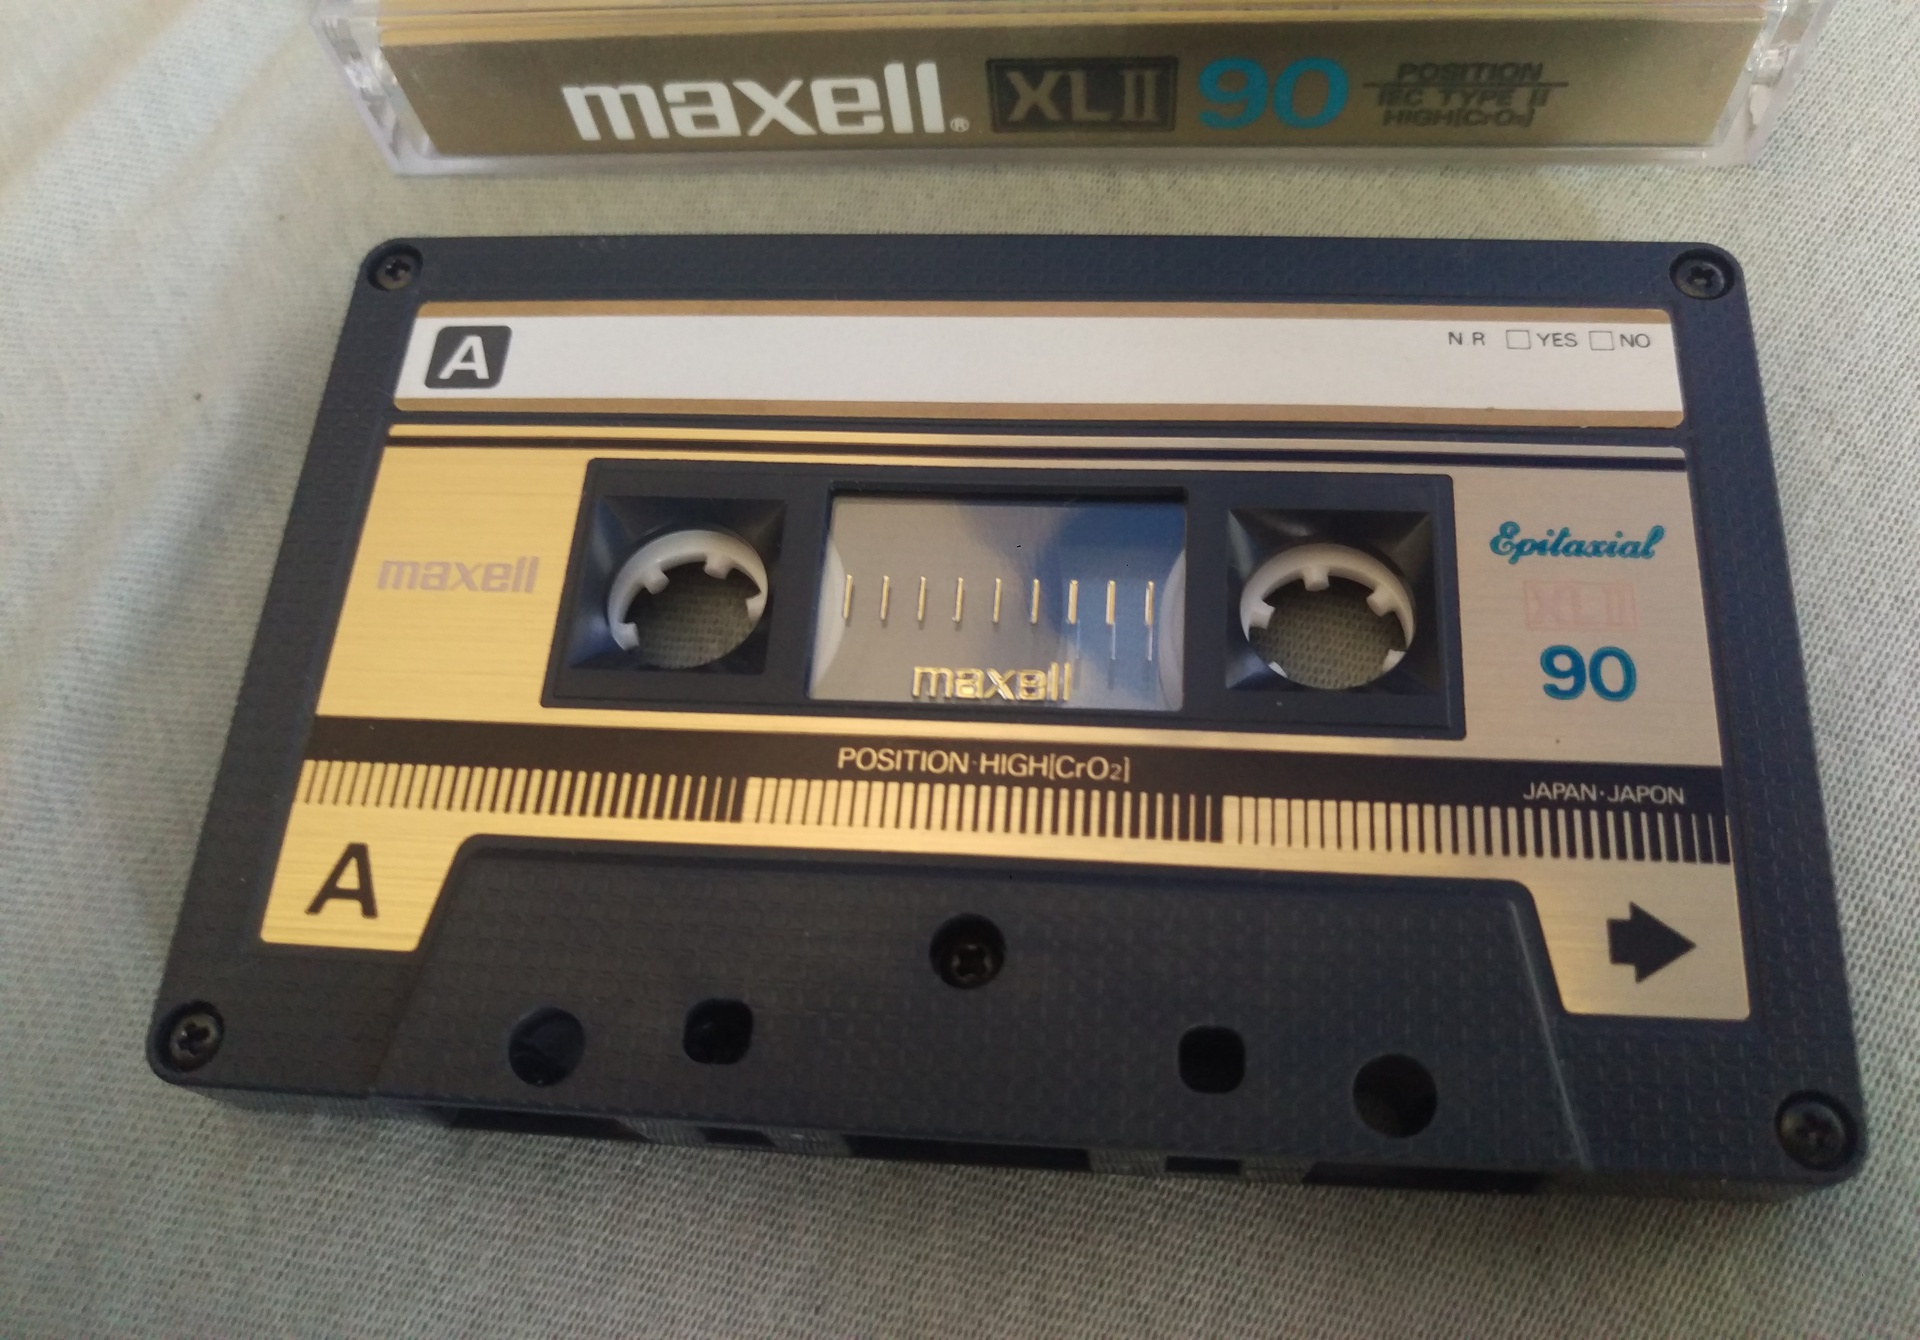 maxell® XLII 90 POSITION
IEC TYPE II
HIGH[CrO2]
A
N R □ YES □ NO
maxell
maxell
Epitaxial
XLII
90
POSITION·HIGH[CrO2]
JAPAN·JAPON
A